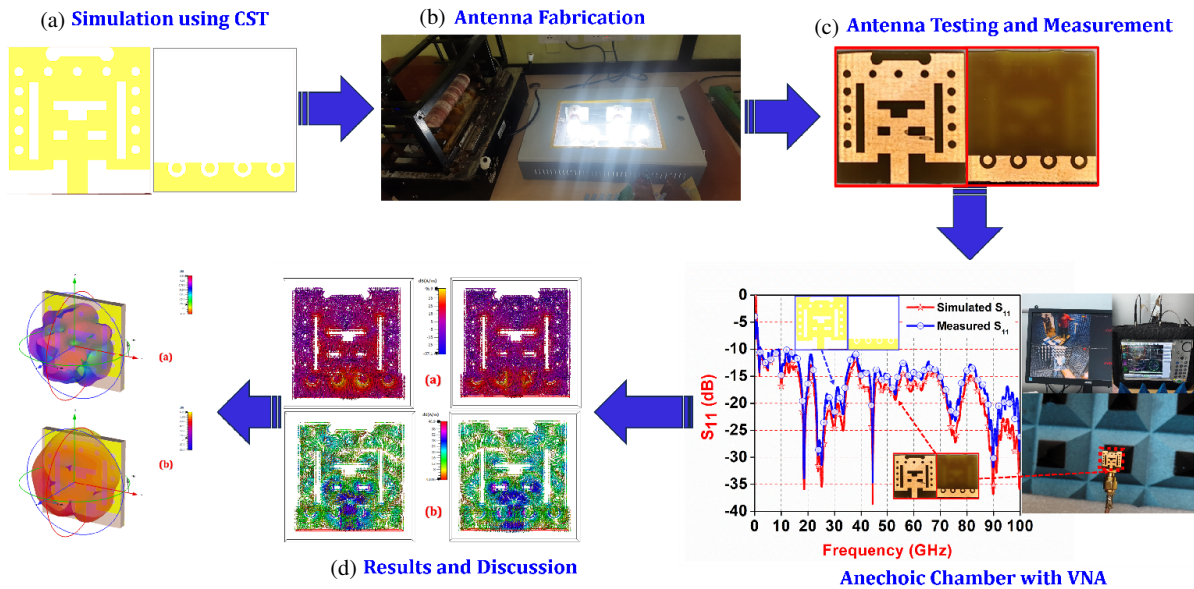 (a) Simulation using CST
(b) Antenna Fabrication
(c) Antenna Testing and Measurement
0
-5
-10
-15
-20
-25
-30
-35
-40
S11 (dB)
Simulated S11
Measured S11
0 10 20 30 40 50 60 70 80 90 100
Frequency (GHz)
Anechoic Chamber with VNA
dB(A/m)
(a)
(b)
(a)
(b)
(d) Results and Discussion